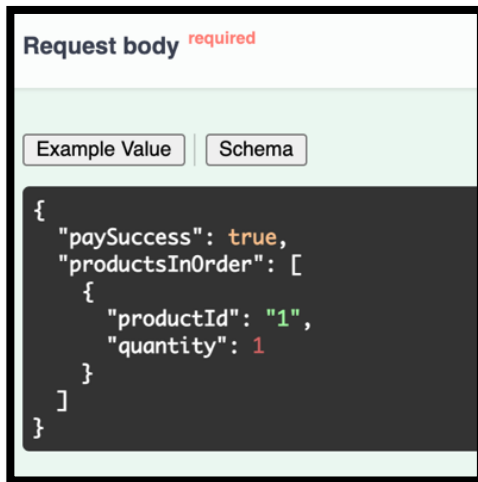 Request body required
Example Value
Schema
{
"paySuccess": true,
"productsInOrder": [
{
"productId": "1",
"quantity": 1
}
]
}